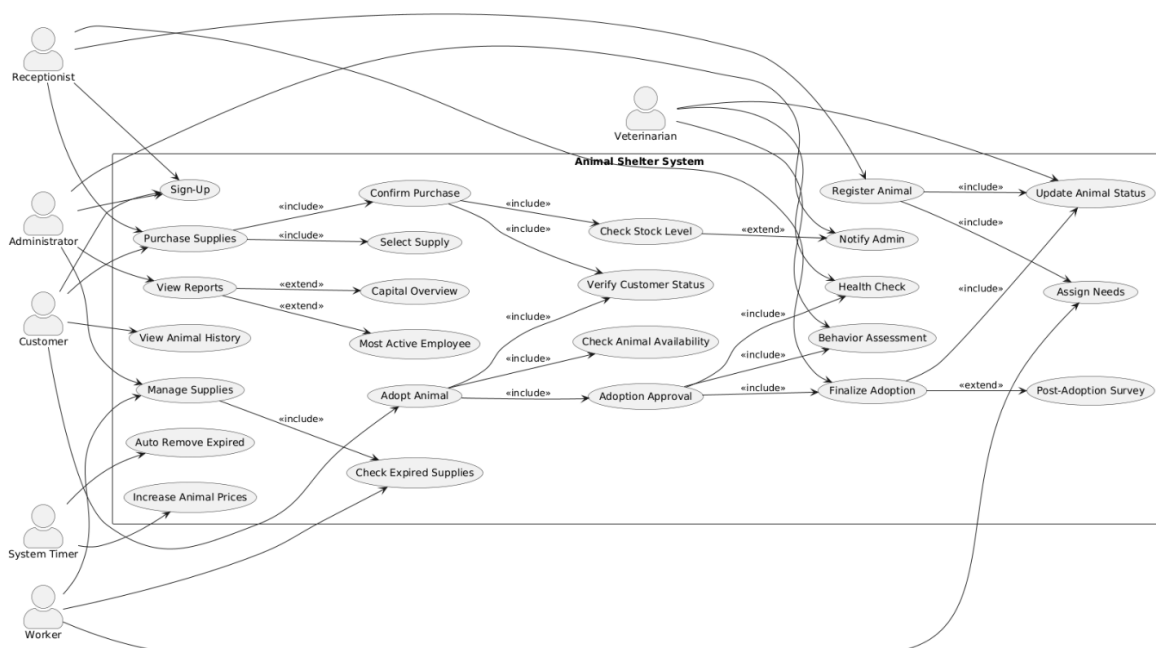 Receptionist
Veterinarian
Animal Shelter System
Sign-Up
Confirm Purchase
Register Animal
«include»
Update Animal Status
Administrator
«include»
«include»
Purchase Supplies
«include»
Select Supply
Check Stock Level
«extend»
Notify Admin
«include»
«include»
View Reports
«extend»
Capital Overview
Verify Customer Status
Health Check
«include»
Assign Needs
«extend»
Customer
View Animal History
Most Active Employee
«include»
«include»
Check Animal Availability
«include»
«include»
Behavior Assessment
Manage Supplies
Adopt Animal
«include»
Adoption Approval
«include»
Finalize Adoption
«extend»
Post-Adoption Survey
«include»
Auto Remove Expired
Check Expired Supplies
Increase Animal Prices
System Timer
Worker